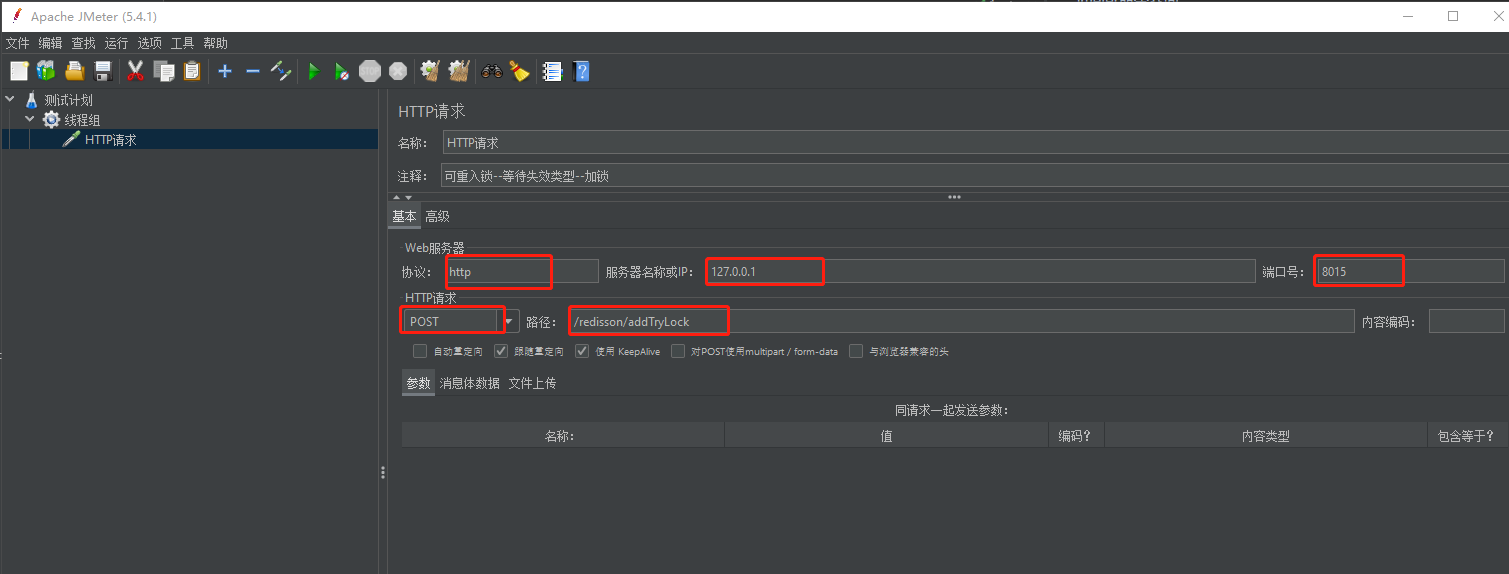 Apache JMeter (5.4.1)
文件 编辑 查找 运行 选项 工具 帮助
STOP
测试计划
线程组
HTTP请求
HTTP请求
名称： HTTP请求
注释： 可重入锁--等待失效类型--加锁
基本 高级
Web服务器
协议： http 服务器名称或IP： 127.0.0.1 端口号： 8015
HTTP请求
POST 路径： /redisson/addTryLock 内容编码：
自动重定向 跟随重定向 使用 KeepAlive 对POST使用multipart / form-data 与浏览器兼容的头
参数 消息体数据 文件上传
同请求一起发送参数：
名称： 值 编码？ 内容类型 包含等于？